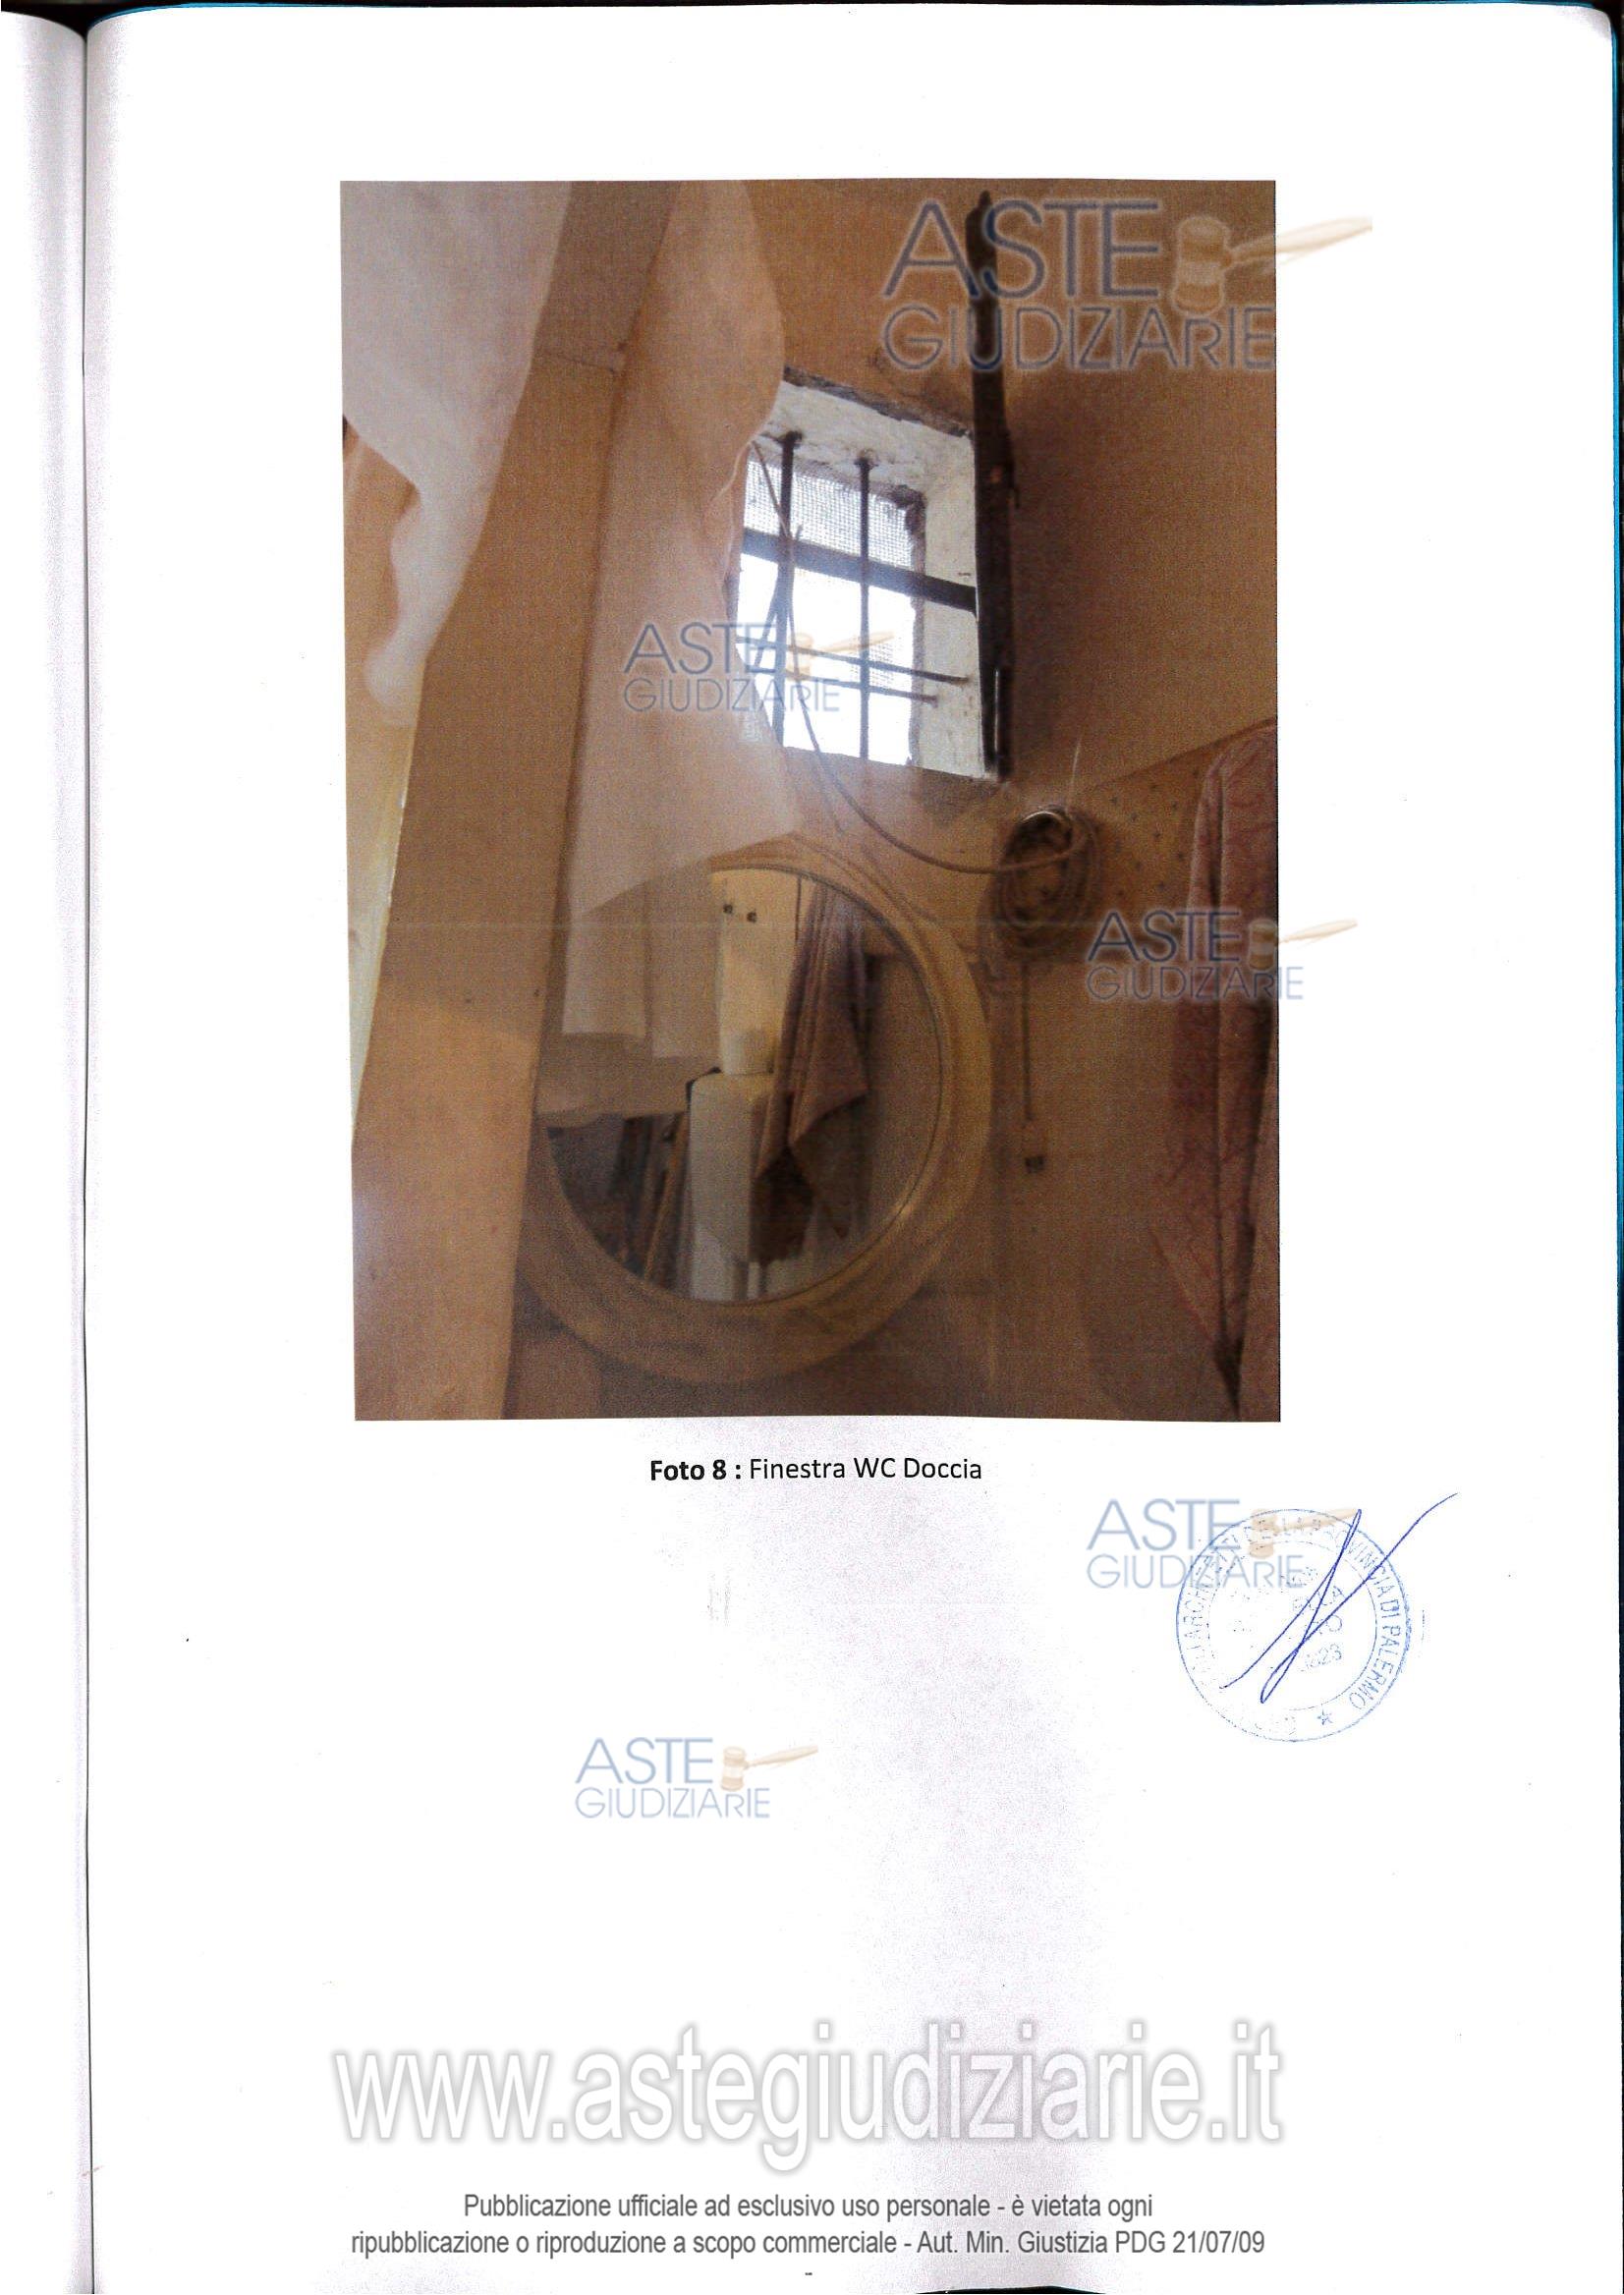 ASTE
GIUDIZIARIE
ASTE
GIUDIZIARIE
ASTE
GIUDIZIARIE
Foto 8 : Finestra WC Doccia
ASTE
GIUDIZIARIE
PROVINCIA DI PALERMO
ASTE
GIUDIZIARIE
www.astegiudiziarie.it
Pubblicazione ufficiale ad esclusivo uso personale - è vietata ogni
ripubblicazione o riproduzione a scopo commerciale - Aut. Min. Giustizia PDG 21/07/09